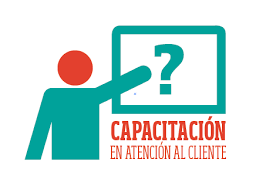 ?
CAPACITACIÓN
EN ATENCIÓN AL CLIENTE